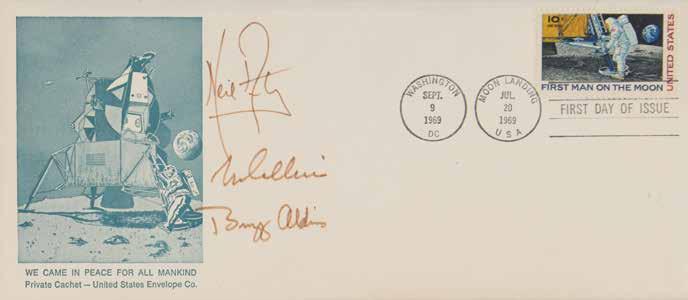 10¢
UNITED STATES
FIRST MAN ON THE MOON
WASHINGTON
SEPT.
9
1969
DC
MOON LANDING
JUL.
20
1969
USA
FIRST DAY OF ISSUE
Neil
M Collins
Buzz Aldrin
WE CAME IN PEACE FOR ALL MANKIND
Private Cachet — United States Envelope Co.